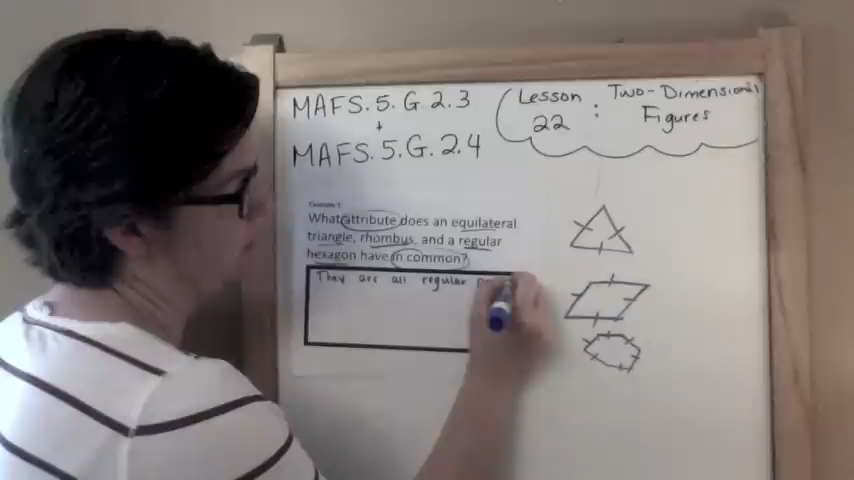 MAFS.5.G.2.3
+
MAFS.5.G.2.4
Lesson 22 :
Two-Dimensional
Figures
Example 1
What attribute does an equilateral
triangle, rhombus, and a regular
hexagon have in common?
They are all regular